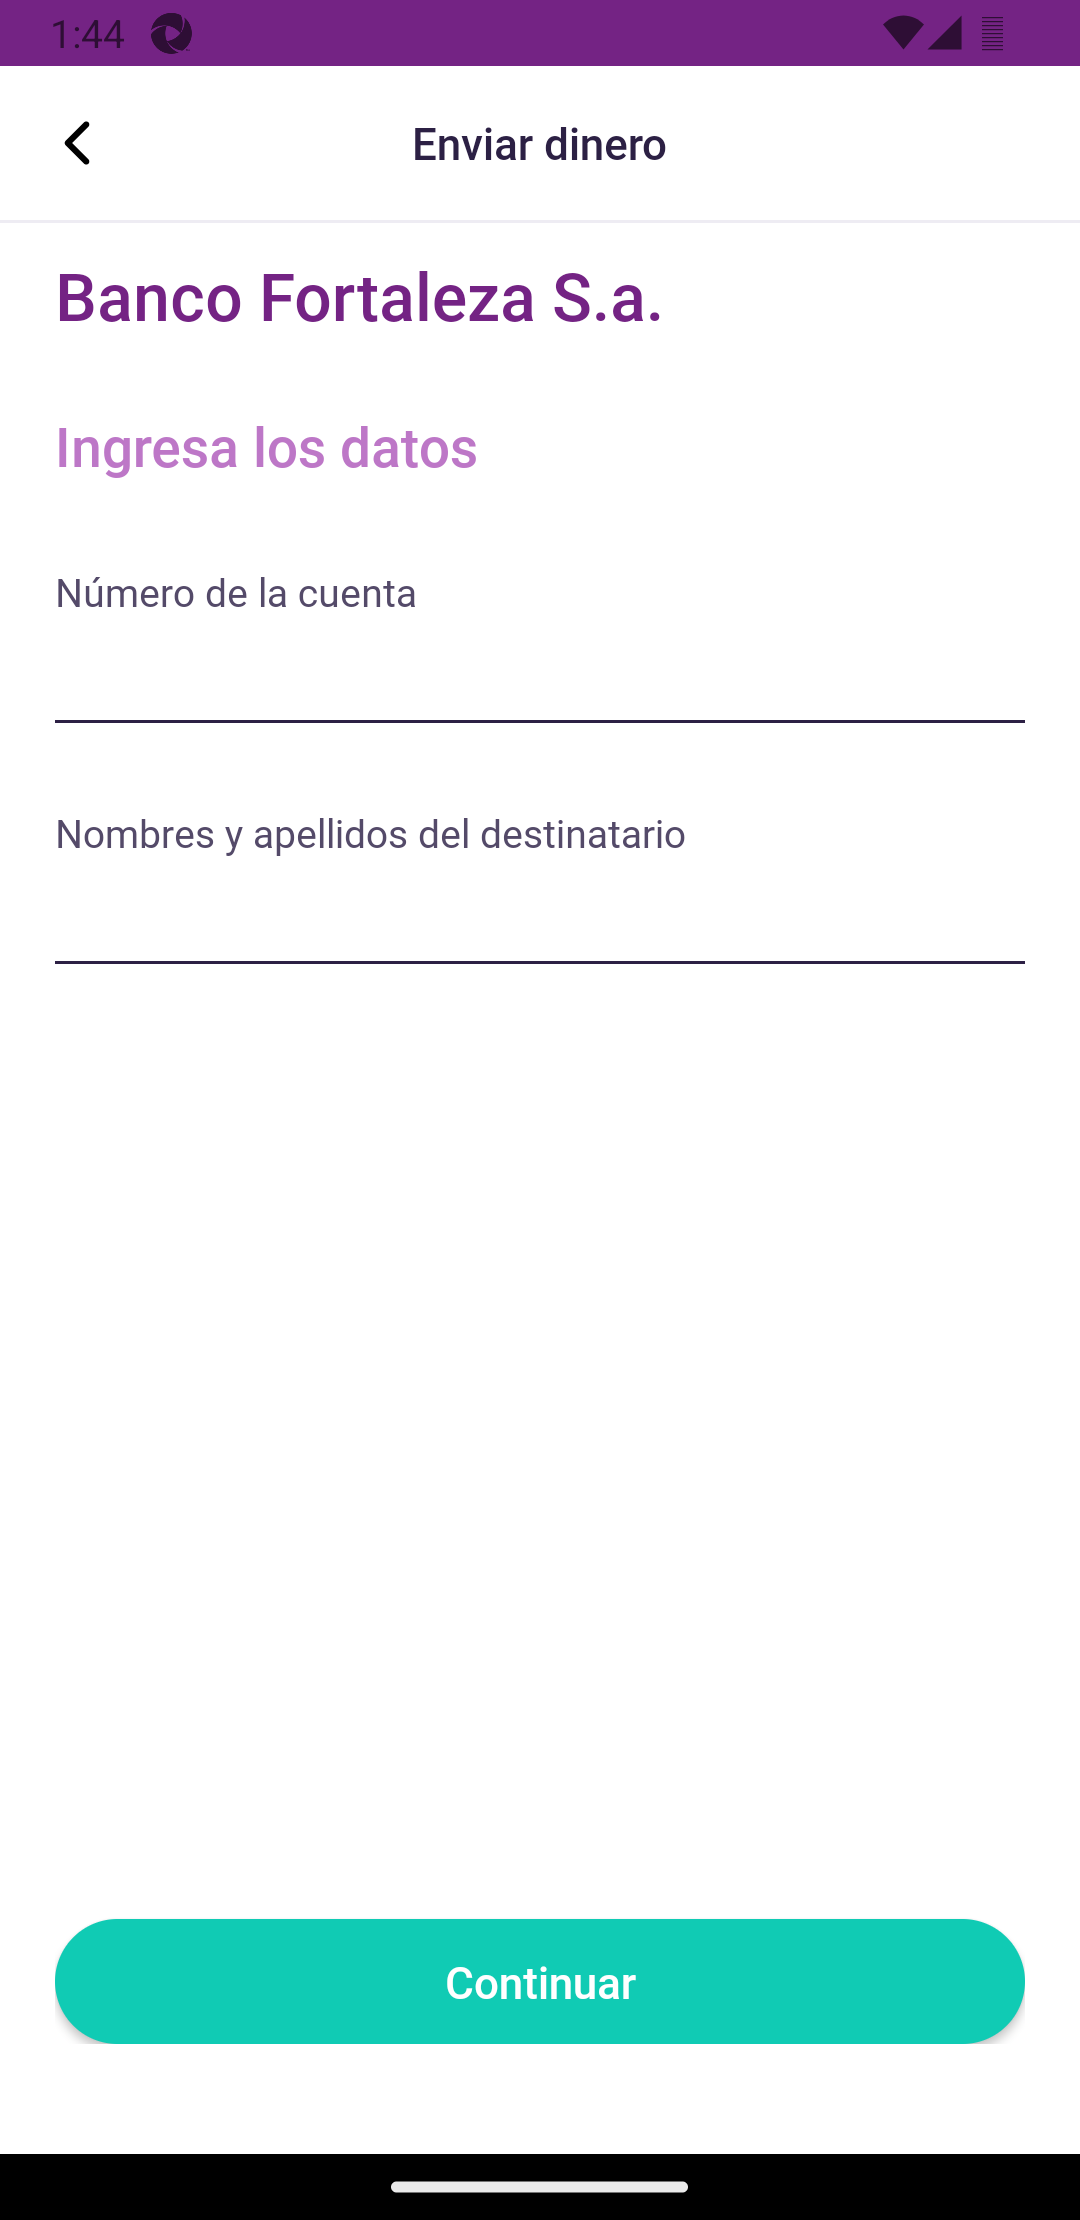 1:44
Enviar dinero
Banco Fortaleza S.a.
Ingresa los datos
Número de la cuenta
Nombres y apellidos del destinatario
Continuar